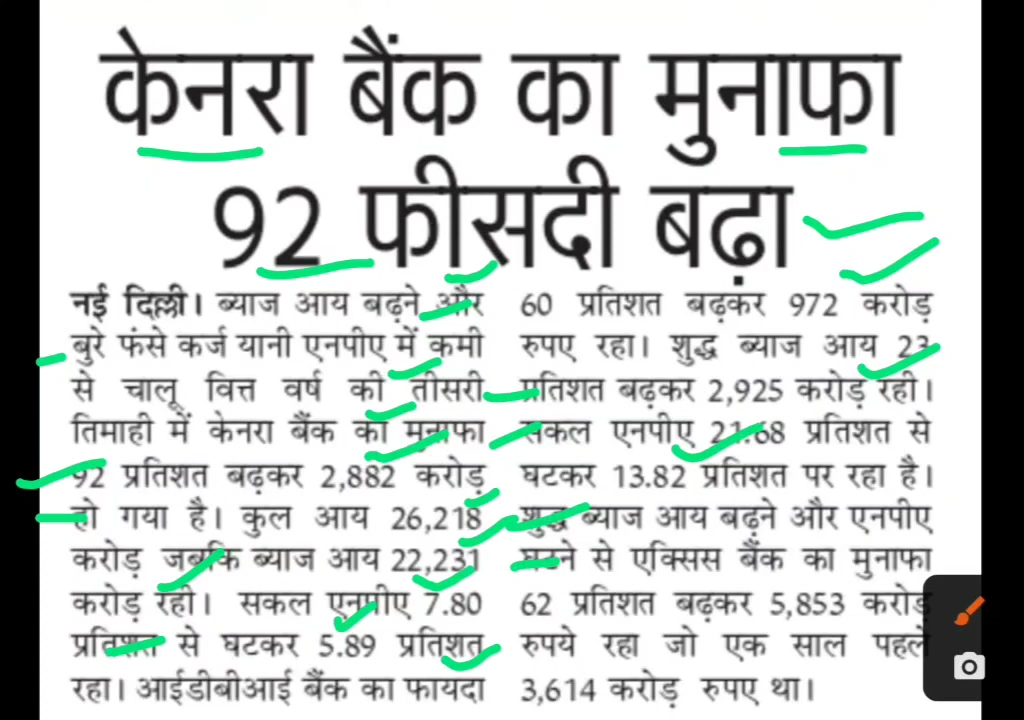 केनरा बैंक का मुनाफा
92 फीसदी बढ़ा
नई दिल्ली। ब्याज आय बढ़ने और
बुरे फंसे कर्ज यानी एनपीए में कमी
से चालू वित्त वर्ष की तीसरी
तिमाही में केनरा बैंक का मुनाफा
92 प्रतिशत बढ़कर 2,882 करोड़
हो गया है। कुल आय 26,218
करोड़ जबकि ब्याज आय 22,231
करोड़ रही। सकल एनपीए 7.80
प्रतिशत से घटकर 5.89 प्रतिशत
रहा। आईडीबीआई बैंक का फायदा
60 प्रतिशत बढ़कर 972 करोड़
रुपए रहा। शुद्ध ब्याज आय 23
प्रतिशत बढ़कर 2,925 करोड़ रही।
सकल एनपीए 21.68 प्रतिशत से
घटकर 13.82 प्रतिशत पर रहा है।
शुद्ध ब्याज आय बढ़ने और एनपीए
घटने से एक्सिस बैंक का मुनाफा
62 प्रतिशत बढ़कर 5,853 करोड़
रुपये रहा जो एक साल पहले
3,614 करोड़ रुपए था।